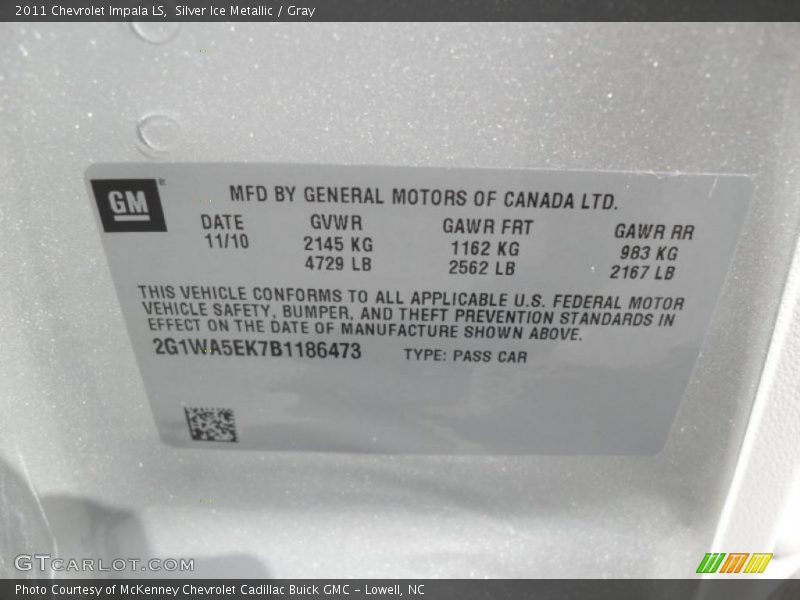 2011 Chevrolet Impala LS,  Silver Ice Metallic / Gray
GM
MFD BY GENERAL MOTORS OF CANADA LTD.
DATE GVWR GAWR FRT GAWR RR
11/10 2145 KG 1162 KG 983 KG
4729 LB 2562 LB 2167 LB
THIS VEHICLE CONFORMS TO ALL APPLICABLE U.S. FEDERAL MOTOR
VEHICLE SAFETY, BUMPER, AND THEFT PREVENTION STANDARDS IN
EFFECT ON THE DATE OF MANUFACTURE SHOWN ABOVE.
2G1WA5EK7B1186473 TYPE: PASS CAR
GTCARLOT.COM
Photo Courtesy of McKenney Chevrolet Cadillac Buick GMC - Lowell, NC